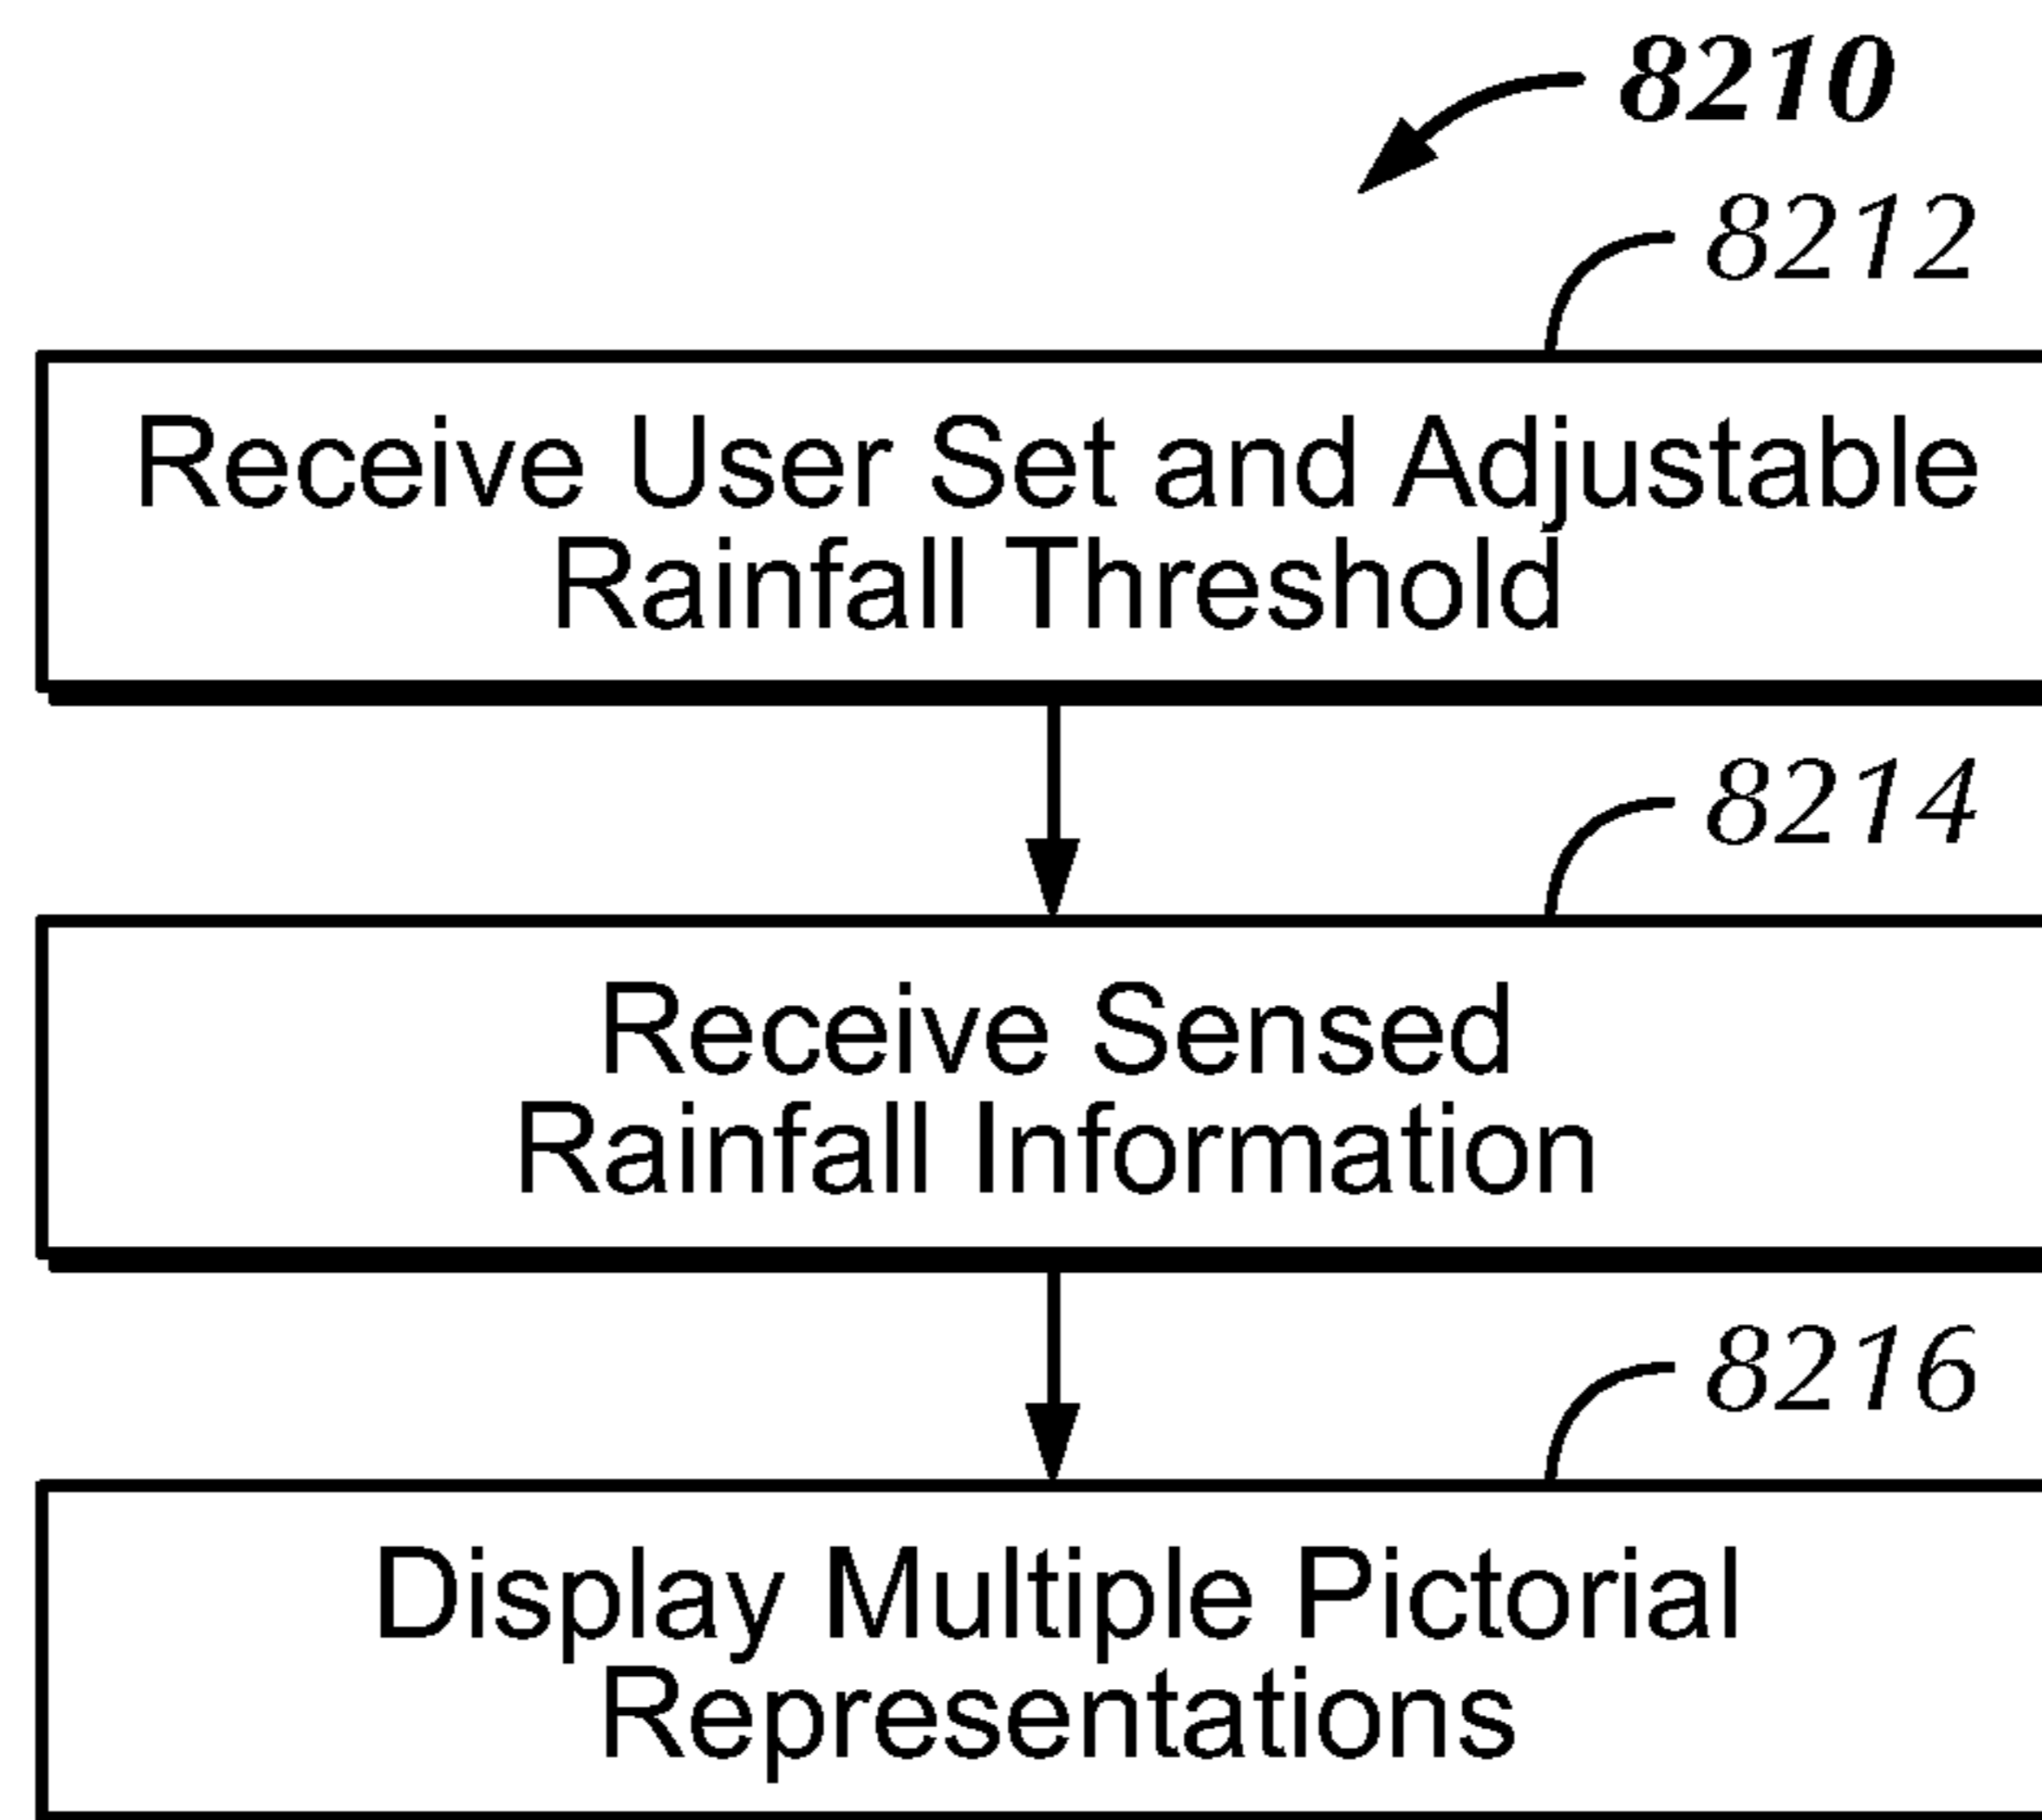 8210
8212
Receive User Set and Adjustable
Rainfall Threshold
8214
Receive Sensed
Rainfall Information
8216
Display Multiple Pictorial
Representations